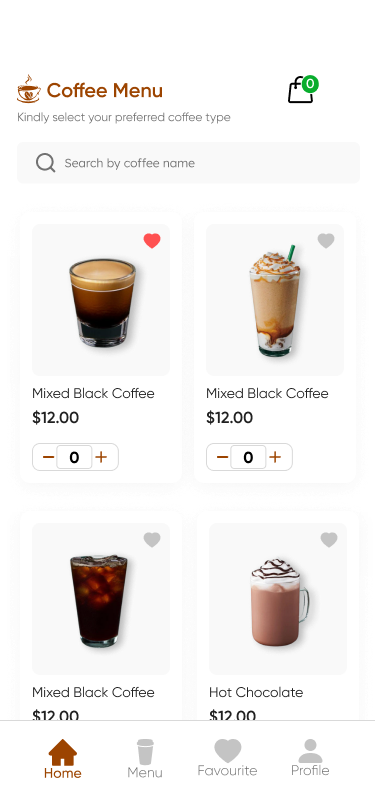 Coffee Menu
0
Kindly select your preferred coffee type
Search by coffee name
Mixed Black Coffee
$12.00
− 0 +
Mixed Black Coffee
$12.00
− 0 +
Mixed Black Coffee
$12.00
Hot Chocolate
$12.00
Home
Menu
Favourite
Profile